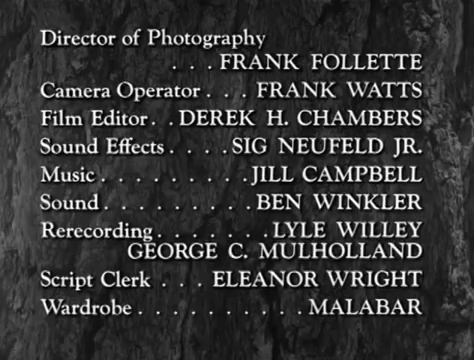 Director of Photography
. . . FRANK FOLLETTE
Camera Operator . . . FRANK WATTS
Film Editor . . DEREK H. CHAMBERS
Sound Effects . . . . SIG NEUFELD JR.
Music . . . . . . . . . JILL CAMPBELL
Sound . . . . . . . . . BEN WINKLER
Rerecording . . . . . . . LYLE WILLEY
GEORGE C. MULHOLLAND
Script Clerk . . . ELEANOR WRIGHT
Wardrobe . . . . . . . . . . MALABAR